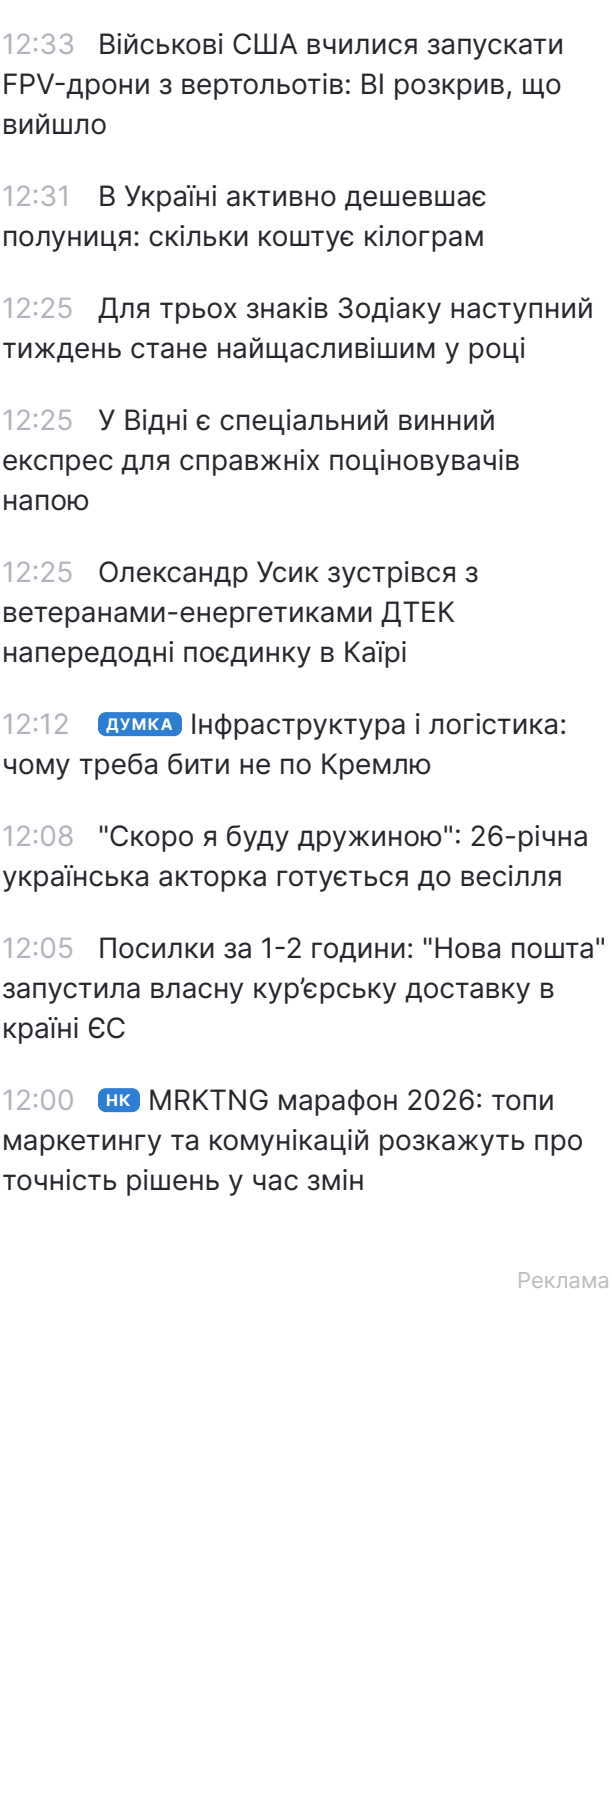 12:33 Військові США вчилися запускати
FPV-дрони з вертольотів: BI розкрив, що
вийшло
12:31 В Україні активно дешевшає
полуниця: скільки коштує кілограм
12:25 Для трьох знаків Зодіаку наступний
тиждень стане найщасливішим у році
12:25 У Відні є спеціальний винний
експрес для справжніх поціновувачів
напою
12:25 Олександр Усик зустрівся з
ветеранами-енергетиками ДТЕК
напередодні поєдинку в Каїрі
12:12 ДУМКА Інфраструктура і логістика:
чому треба бити не по Кремлю
12:08 "Скоро я буду дружиною": 26-річна
українська акторка готується до весілля
12:05 Посилки за 1-2 години: "Нова пошта"
запустила власну кур’єрську доставку в
країні ЄС
12:00 НК MRKTNG марафон 2026: топи
маркетингу та комунікацій розкажуть про
точність рішень у час змін
Реклама